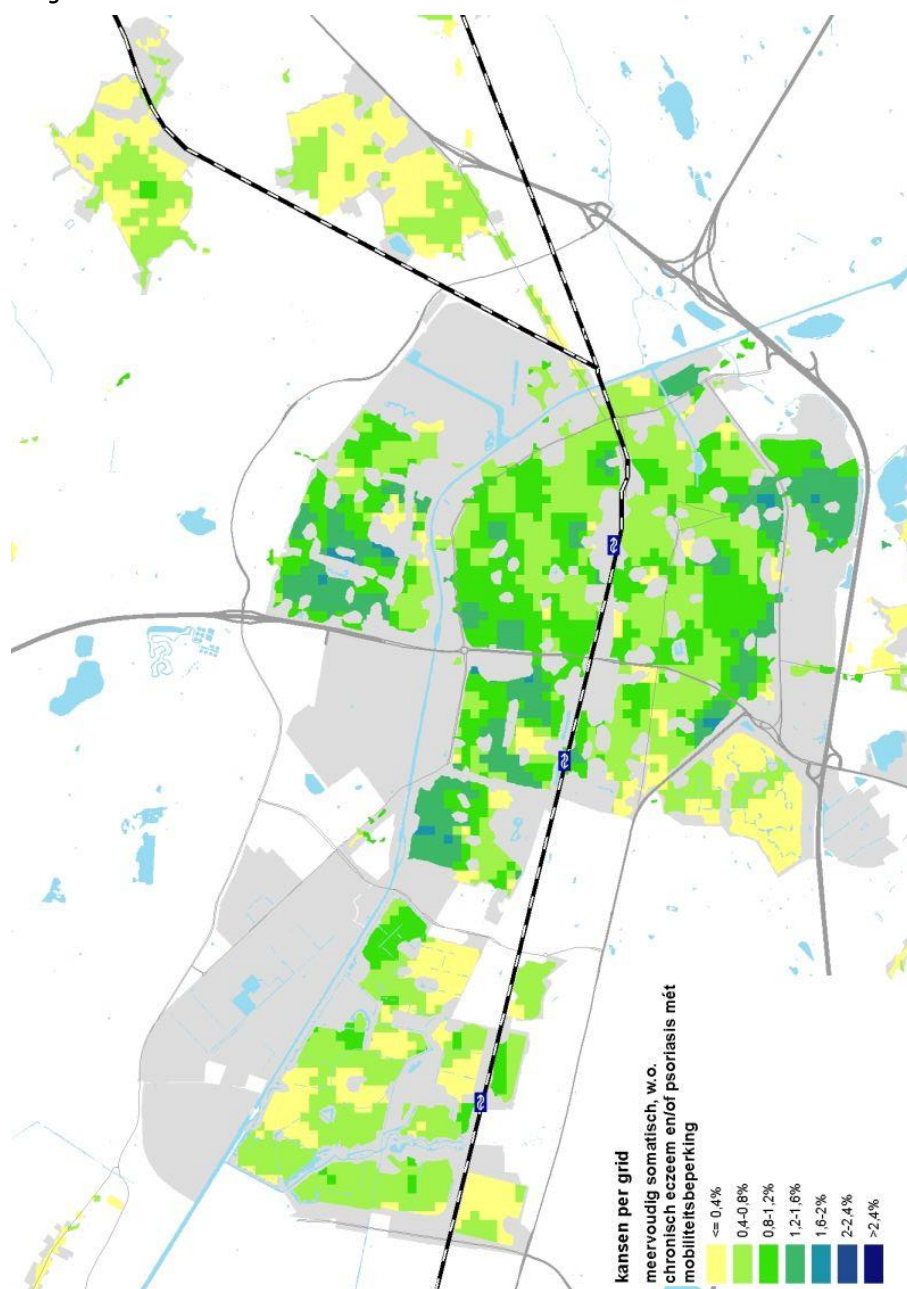 kansen per grid
meervoudig somatisch, w.o.
chronisch eczeem en/of psoriasis mét
mobiliteitsbeperking
<= 0,4%
0,4-0,8%
0,8-1,2%
1,2-1,6%
1,6-2%
2-2,4%
>2,4%